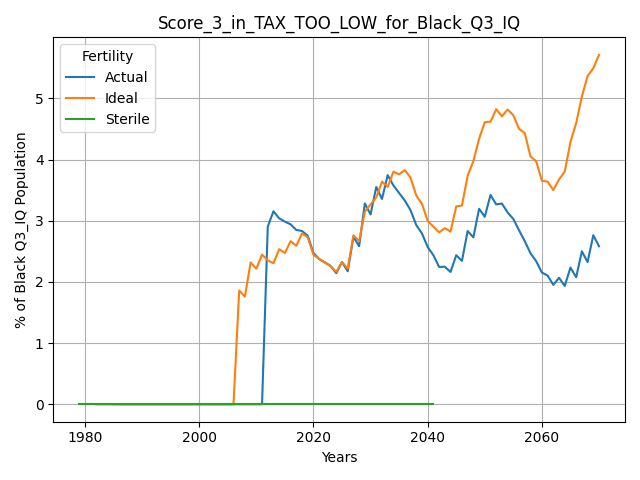 Score_3_in_TAX_TOO_LOW_for_Black_Q3_IQ
Fertility
Actual
Ideal
Sterile
% of Black Q3_IQ Population
5
4
3
2
1
0
1980 2000 2020 2040 2060
Years